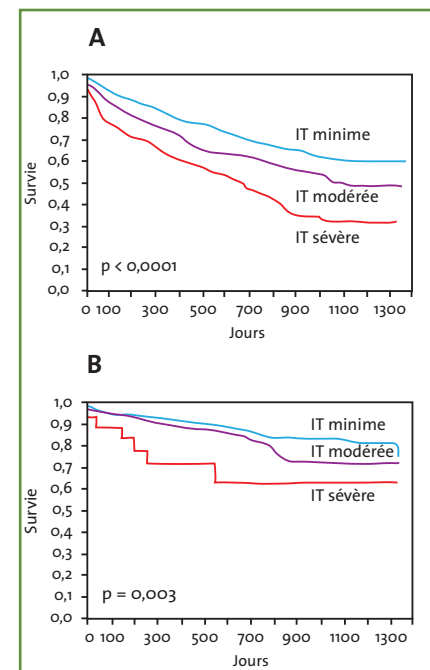 A
1,0
0,9
0,8
0,7
0,6
0,5
0,4
0,3
0,2
0,1
0,0
Survie
IT minime
IT modérée
IT sévère
p < 0,0001
0 100 300 500 700 900 1100 1300
Jours
B
1,0
0,9
0,8
0,7
0,6
0,5
0,4
0,3
0,2
0,1
0,0
Survie
IT minime
IT modérée
IT sévère
p = 0,003
0 100 300 500 700 900 1100 1300
Jours